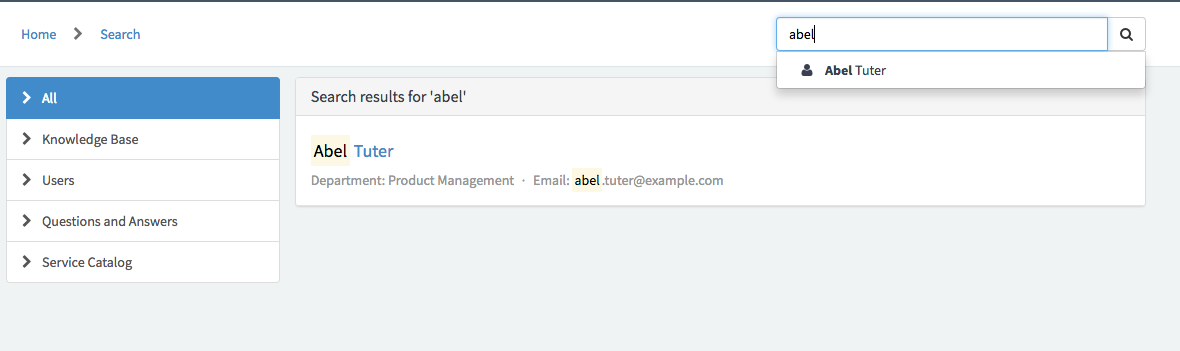 Home Search
abel
Abel Tuter
All
Knowledge Base
Users
Questions and Answers
Service Catalog
Search results for 'abel'
Abel Tuter
Department: Product Management · Email: abel.tuter@example.com